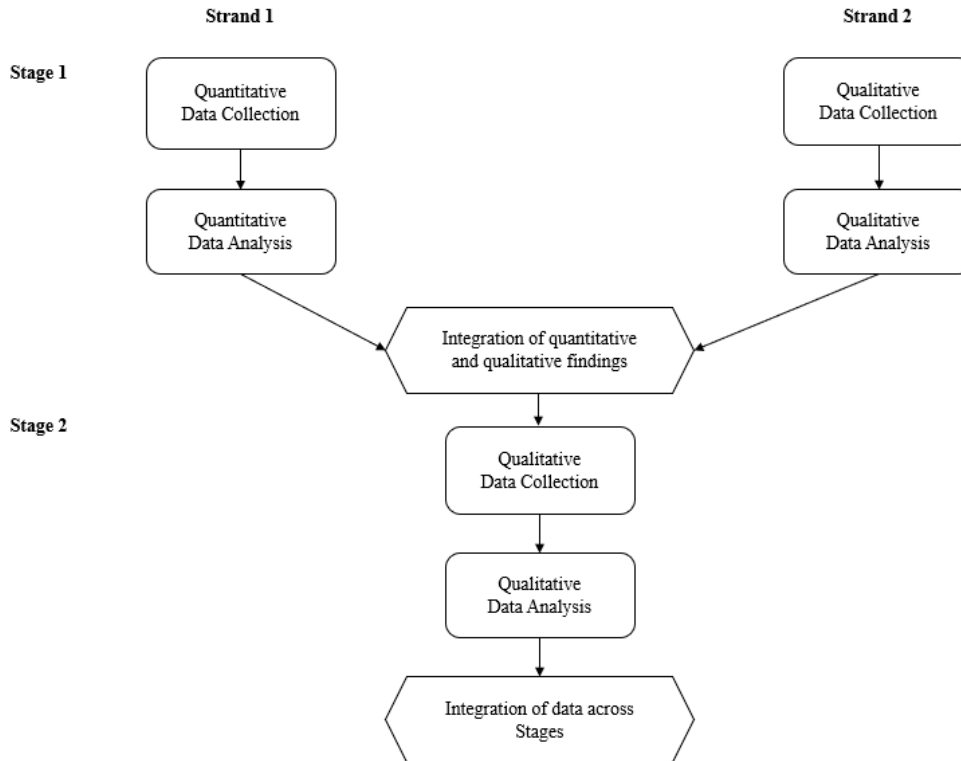 Strand 1
Strand 2
Stage 1
Quantitative
Data Collection
Qualitative
Data Collection
Quantitative
Data Analysis
Qualitative
Data Analysis
Integration of quantitative
and qualitative findings
Stage 2
Qualitative
Data Collection
Qualitative
Data Analysis
Integration of data across
Stages